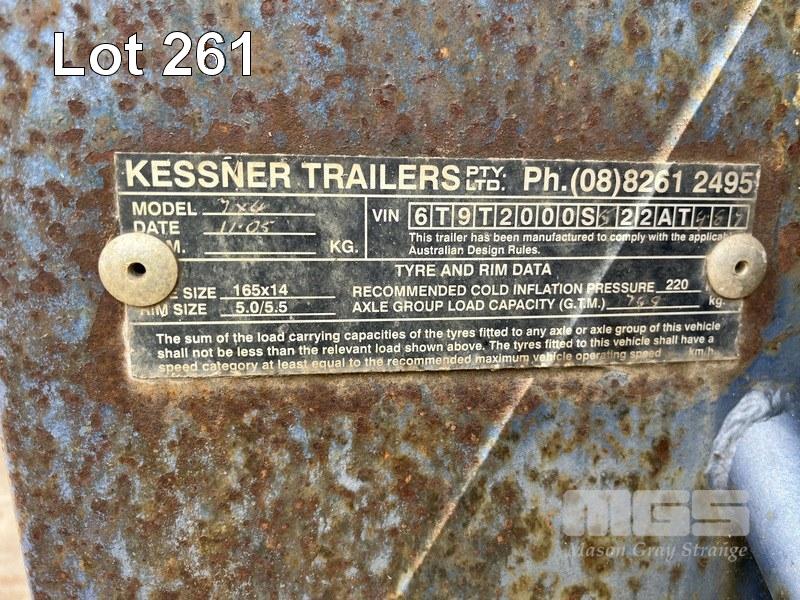 Lot 261
KESSNER TRAILERS PTY. LTD. Ph.(08)8261 2495
MODEL 7x4
DATE 11.05
M. KG.
VIN 6T9T2000S 22AT
This trailer has been manufactured to comply with the applicab
Australian Design Rules.
TYRE AND RIM DATA
E SIZE 165x14
RIM SIZE 5.0/5.5
RECOMMENDED COLD INFLATION PRESSURE 220
AXLE GROUP LOAD CAPACITY (G.T.M.) kg.
The sum of the load carrying capacities of the tyres fitted to any axle or axle group of this vehicle
shall not be less than the relevant load shown above. The tyres fitted to this vehicle shall have a
speed category at least equal to the recommended maximum vehicle operating speed km/h
MGS
Mason Gray Strange